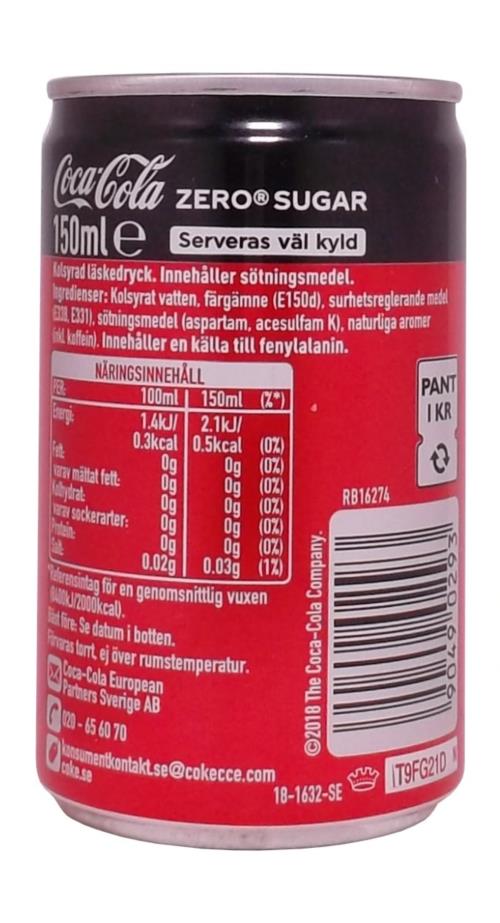 Coca-Cola ZERO® SUGAR
150ml e Serveras väl kyld
Kolsyrad läskedryck. Innehåller sötningsmedel.
Ingredienser: Kolsyrat vatten, färgämne (E150d), surhetsreglerande medel
(E338, E331), sötningsmedel (aspartam, acesulfam K), naturliga aromer
(inkl. koffein). Innehåller en källa till fenylalanin.
NÄRINGSINNEHÅLL
PER: 100ml 150ml (%*)
Energi: 1.4kJ/ 2.1kJ/
0.3kcal 0.5kcal (0%)
Fett: 0g 0g (0%)
varav mättat fett: 0g 0g (0%)
Kolhydrat: 0g 0g (0%)
varav sockerarter: 0g 0g (0%)
Protein: 0g 0g (0%)
Salt: 0.02g 0.03g (1%)
*Referensintag för en genomsnittlig vuxen
(8400kJ/2000kcal).
Bäst före: Se datum i botten.
Förvaras torrt, ej över rumstemperatur.
Coca-Cola European
Partners Sverige AB
020 - 65 60 70
konsumentkontakt.se@cokecce.com
coke.se
18-1632-SE
PANT
1 KR
RB16274
©2018 The Coca-Cola Company.
9049 0293
T9FG21D